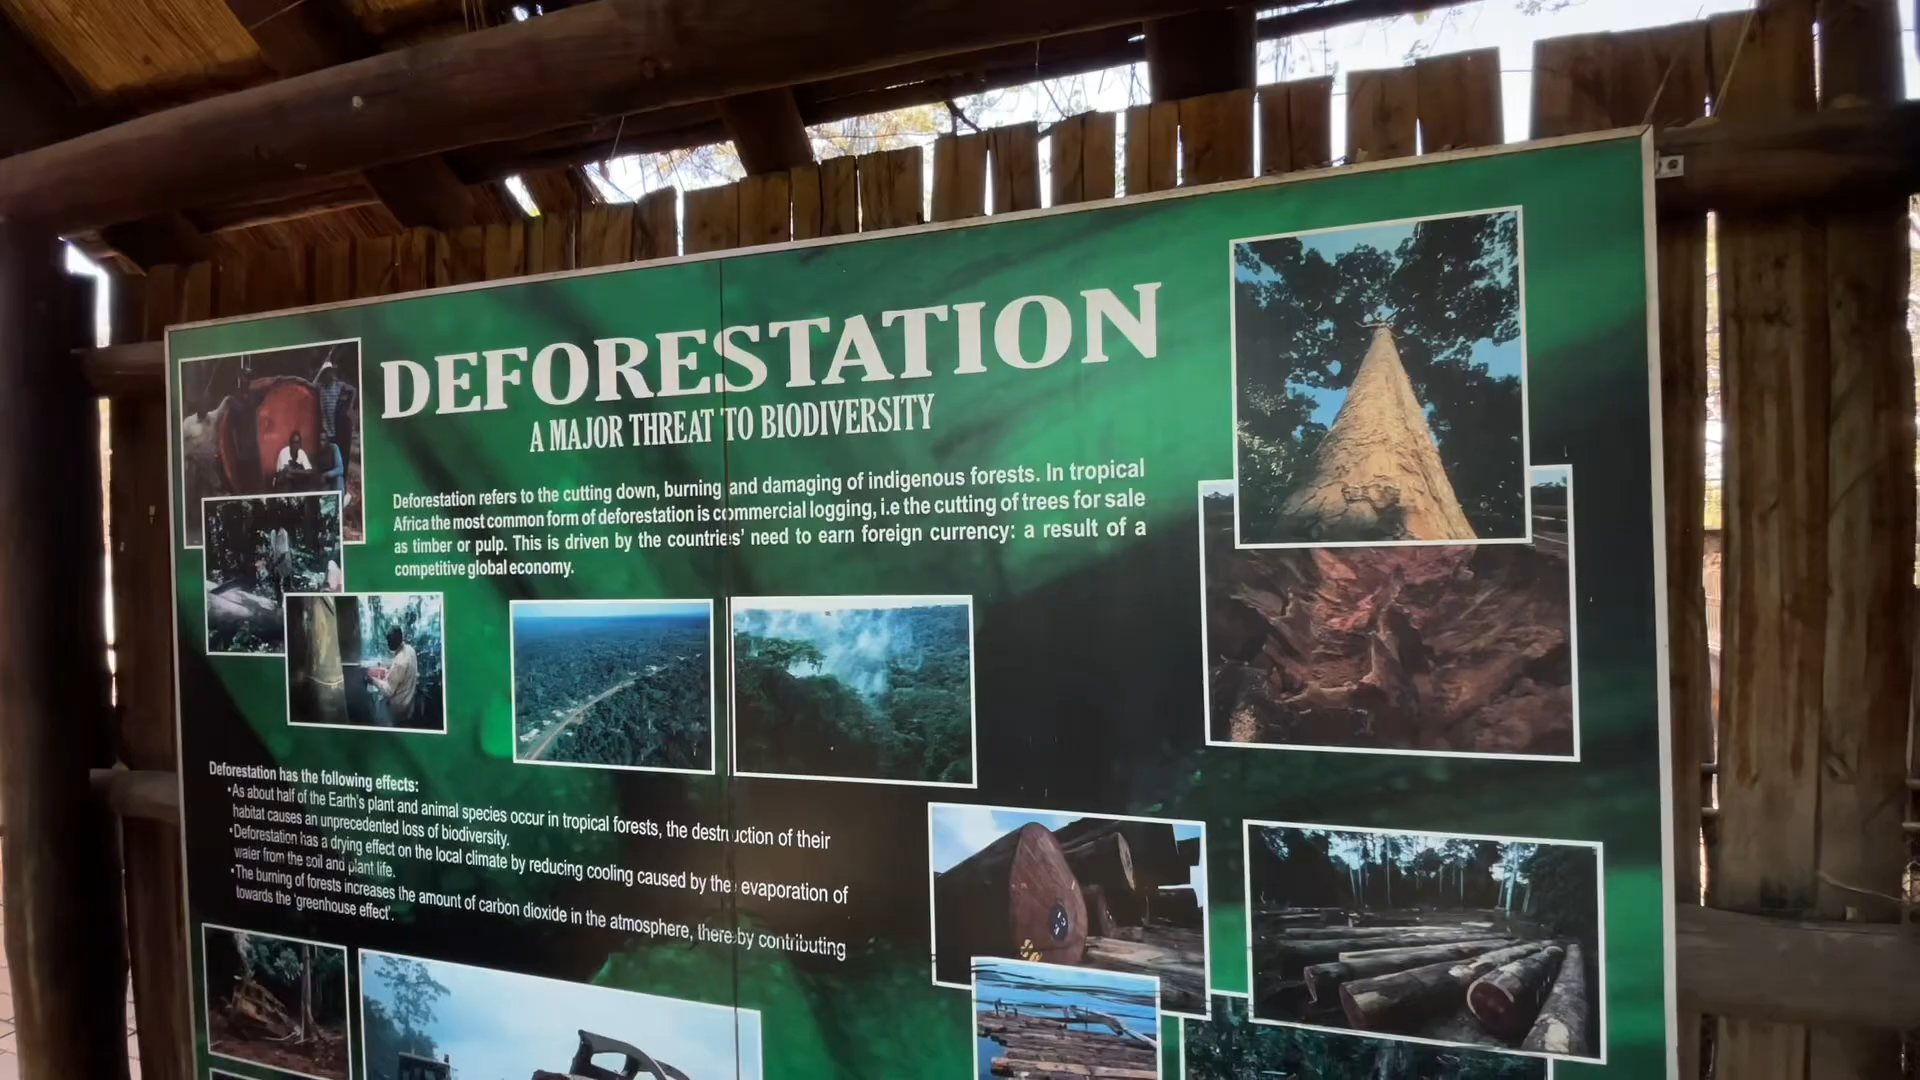 DEFORESTATION
A MAJOR THREAT TO BIODIVERSITY
Deforestation refers to the cutting down, burning and damaging of indigenous forests. In tropical
Africa the most common form of deforestation is commercial logging, i.e the cutting of trees for sale
as timber or pulp. This is driven by the countries' need to earn foreign currency: a result of a
competitive global economy.
Deforestation has the following effects:
•As about half of the Earth's plant and animal species occur in tropical forests, the destruction of their
habitat causes an unprecedented loss of biodiversity.
•Deforestation has a drying effect on the local climate by reducing cooling caused by the evaporation of
water from the soil and plant life.
•The burning of forests increases the amount of carbon dioxide in the atmosphere, thereby contributing
towards the 'greenhouse effect'.